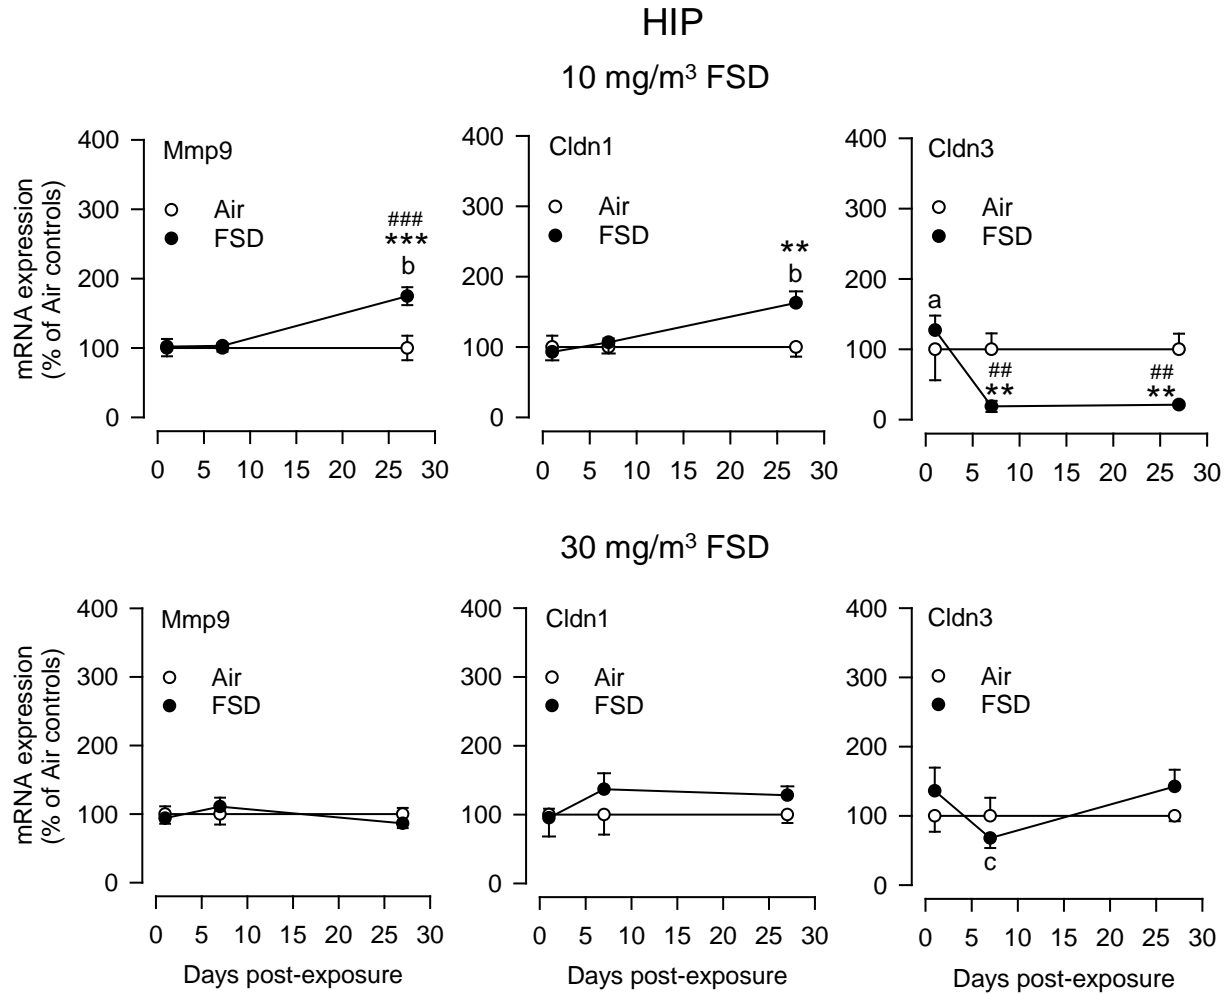 HIP
10 mg/m³ FSD
mRNA expression
(% of Air controls)
400
300
200
100
0
Mmp9
Air
FSD
###
***
b
0 5 10 15 20 25 30
400
300
200
100
0
Cldn1
Air
FSD
**
b
0 5 10 15 20 25 30
400
300
200
100
0
Cldn3
Air
FSD
a
##
**
##
**
0 5 10 15 20 25 30
30 mg/m³ FSD
mRNA expression
(% of Air controls)
400
300
200
100
0
Mmp9
Air
FSD
0 5 10 15 20 25 30
Days post-exposure
400
300
200
100
0
Cldn1
Air
FSD
0 5 10 15 20 25 30
Days post-exposure
400
300
200
100
0
Cldn3
Air
FSD
c
0 5 10 15 20 25 30
Days post-exposure